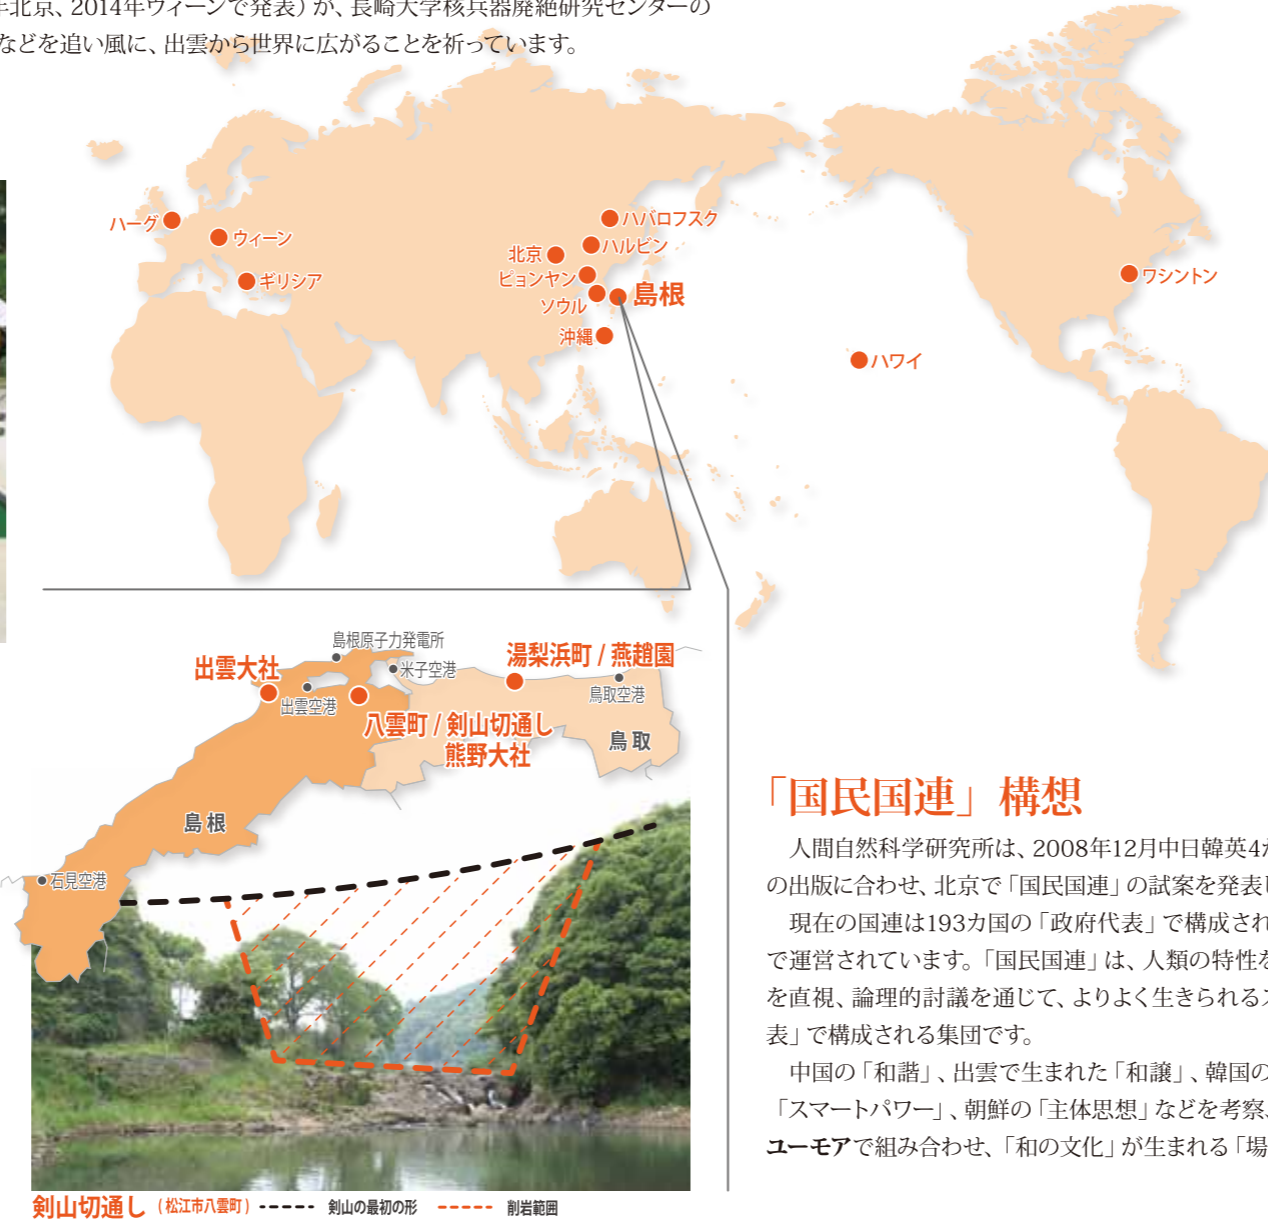 年北京、2014年ウィーンで発表）が、長崎大学核兵器廃絶研究センターの
などを追い風に、出雲から世界に広がることを祈っています。
ハーグ
ウィーン
ギリシア
ハバロフスク
ハルビン
北京
ピョンヤン
ソウル
島根
沖縄
ワシントン
ハワイ
島根原子力発電所
出雲大社
米子空港
湯梨浜町 / 燕趙園
出雲空港
鳥取空港
八雲町 / 剣山切通し
熊野大社
鳥取
島根
石見空港
剣山切通し（松江市八雲町） 剣山の最初の形 削岩範囲
「国民国連」構想
人間自然科学研究所は、2008年12月中日韓英4カ
の出版に合わせ、北京で「国民国連」の試案を発表し
現在の国連は193カ国の「政府代表」で構成され
で運営されています。「国民国連」は、人類の特性を
を直視、論理的討議を通じて、よりよく生きられる
表」で構成される集団です。
中国の「和諧」、出雲で生まれた「和譲」、韓国の
「スマートパワー」、朝鮮の「主体思想」などを考察、
ユーモアで組み合わせ、「和の文化」が生まれる「場